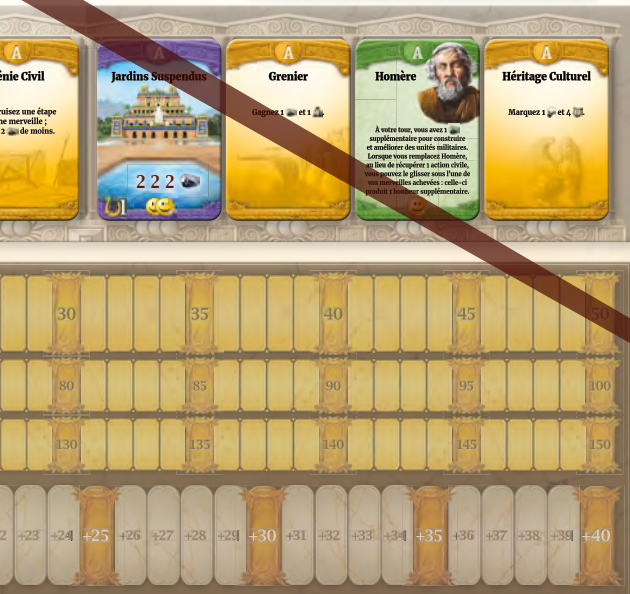 A
A
A
A
A
énie Civil
Jardins Suspendus
Grenier
Homère
Héritage Culturel
ruisez une étape
ne merveille ;
2 de moins.
2 2 2
1
Gagnez 1 et 1
À votre tour, vous avez 1
supplémentaire pour construire
et améliorer des unités militaires.
Lorsque vous remplacez Homère,
au lieu de récupérer 1 action civile,
vous pouvez le glisser sous l'une de
vos merveilles achevées : celle-ci
produit 1 bonheur supplémentaire.
Marquez 1 et 4
30 35 40 45 50
80 85 90 95 100
130 135 140 145 150
2 +23 +24 +25 +26 +27 +28 +29 +30 +31 +32 +33 +34 +35 +36 +37 +38 +39 +40